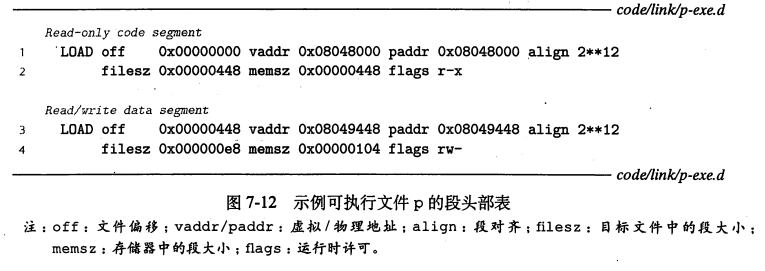 code/link/p-exe.d
Read-only code segment
1 LOAD off 0x00000000 vaddr 0x08048000 paddr 0x08048000 align 2**12
2 filesz 0x00000448 memsz 0x00000448 flags r-x
Read/write data segment
3 LOAD off 0x00000448 vaddr 0x08049448 paddr 0x08049448 align 2**12
4 filesz 0x000000e8 memsz 0x00000104 flags rw-
code/link/p-exe.d
图 7-12 示例可执行文件 p 的段头部表
注：off：文件偏移；vaddr/paddr：虚拟/物理地址；align：段对齐；filesz：目标文件中的段大小；
memsz：存储器中的段大小；flags：运行时许可。